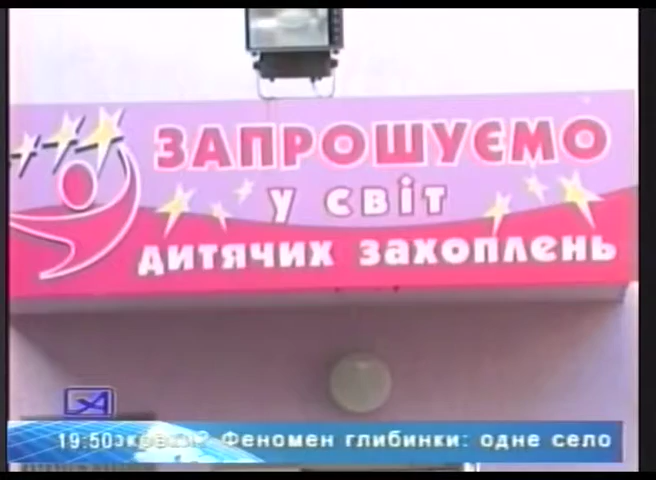 ЗАПРОШУЄМО
у світ
дитячих захоплень
19:50 Феномен глибинки: одне село